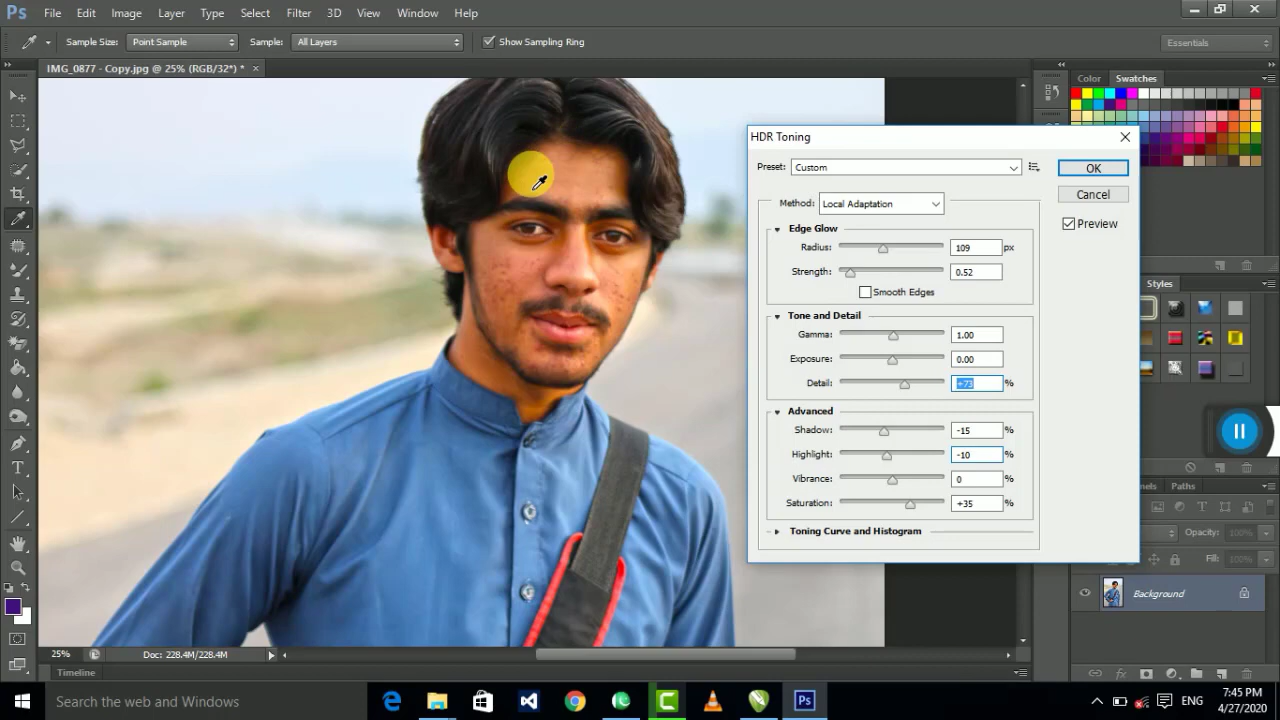 Ps File Edit Image Layer Type Select Filter 3D View Window Help
Sample Size: Point Sample Sample: All Layers Show Sampling Ring Essentials
IMG_0877 - Copy.jpg @ 25% (RGB/32*) *
Color Swatches
HDR Toning
Preset: Custom OK
Cancel
Method: Local Adaptation Preview
Edge Glow
Radius: 109 px
Strength: 0.52
Smooth Edges
Styles
Tone and Detail
Gamma: 1.00
Exposure: 0.00
Detail: +73 %
Advanced
Shadow: -15 %
Highlight: -10 %
Vibrance: 0 %
Paths
Saturation: +35 %
Toning Curve and Histogram
Opacity: 100%
Fill: 100%
Background
25% Doc: 228.4M/228.4M
Timeline
Search the web and Windows
ENG
7:45 PM
4/27/2020